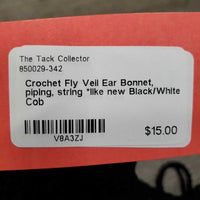 The Tack Collector
850029-342
Crochet Fly Veil Ear Bonnet,
piping, string *like new Black/White
Cob
$15.00
V8A3ZJ